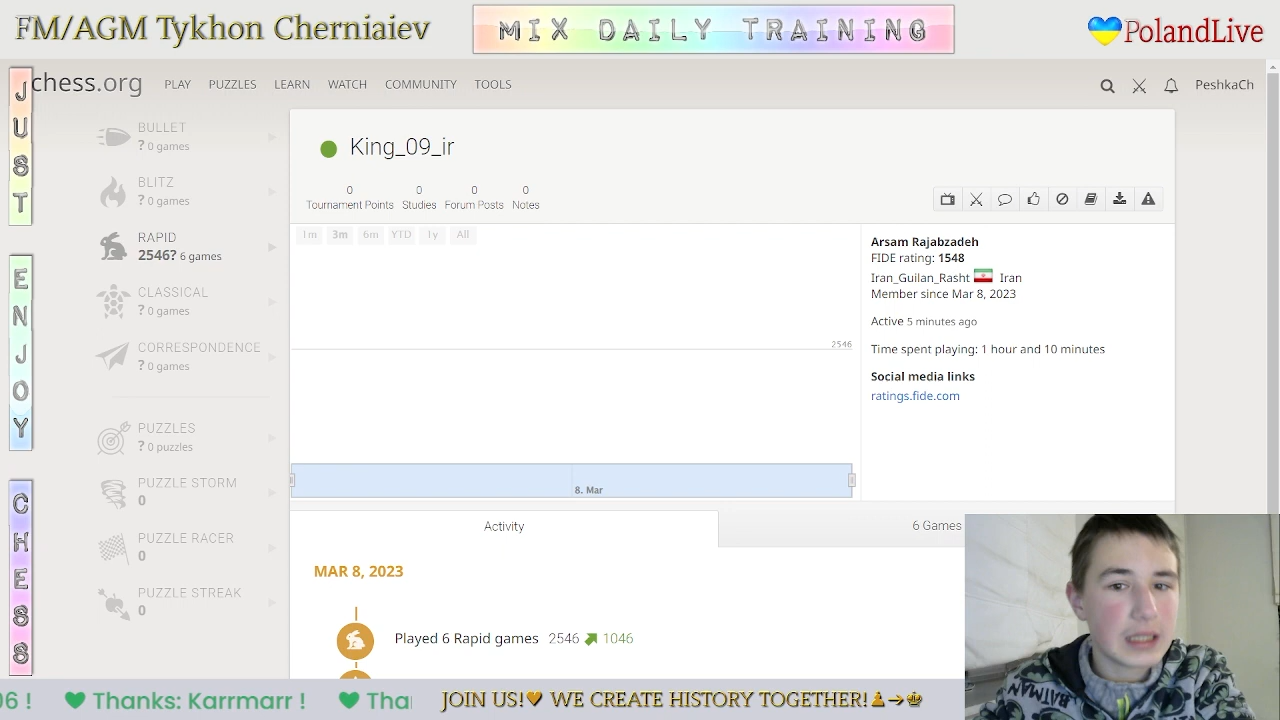 FM/AGM Tykhon Cherniaiev
MIX DAILY TRAINING
PolandLive
JUST
ENJOY
CHESS
chess.org
PLAY PUZZLES LEARN WATCH COMMUNITY TOOLS
PeshkaCh
BULLET
? 0 games
BLITZ
? 0 games
RAPID
2546? 6 games
CLASSICAL
? 0 games
CORRESPONDENCE
? 0 games
PUZZLES
? 0 puzzles
PUZZLE STORM
0
PUZZLE RACER
0
PUZZLE STREAK
0
King_09_ir
0 0 0 0
Tournament Points Studies Forum Posts Notes
1m 3m 6m YTD 1y All
2546
8. Mar
Arsam Rajabzadeh
FIDE rating: 1548
Iran_Guilan_Rasht Iran
Member since Mar 8, 2023
Active 5 minutes ago
Time spent playing: 1 hour and 10 minutes
Social media links
ratings.fide.com
Activity
6 Games
MAR 8, 2023
Played 6 Rapid games 2546 1046
BATMAN
06 ! Thanks: Karrmarr ! Tha
JOIN US! WE CREATE HISTORY TOGETHER!